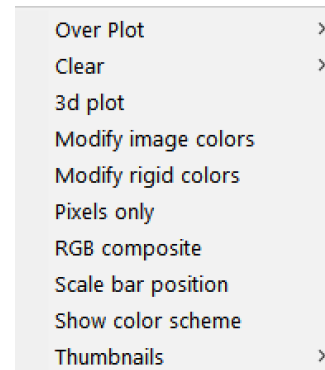 Over Plot
Clear
3d plot
Modify image colors
Modify rigid colors
Pixels only
RGB composite
Scale bar position
Show color scheme
Thumbnails